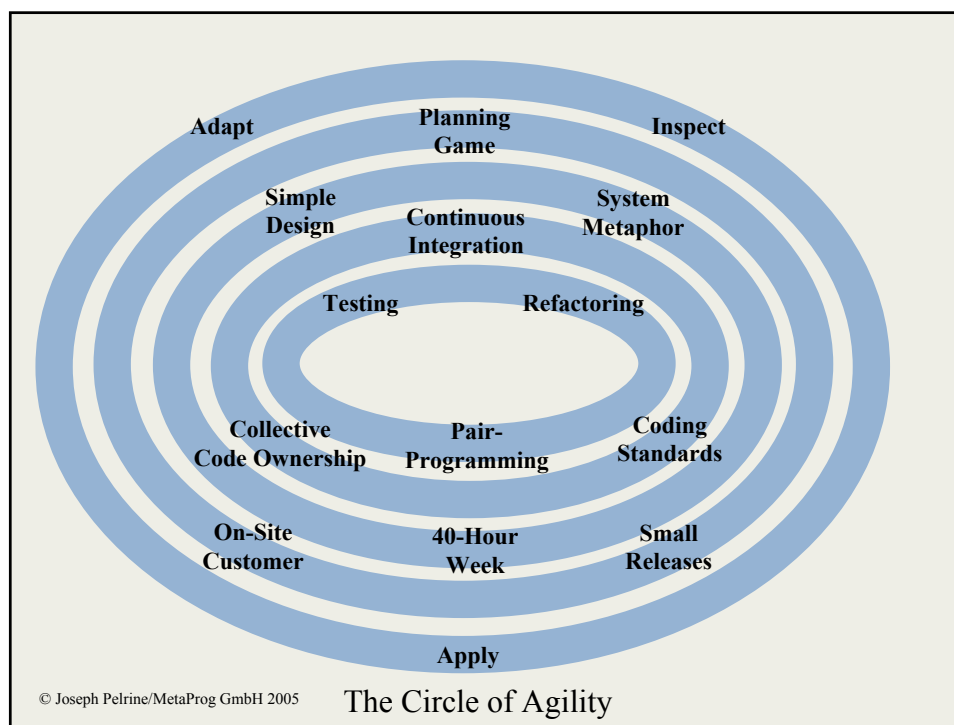 Adapt
Planning
Game
Inspect
Simple
Design
System
Metaphor
Continuous
Integration
Testing
Refactoring
Collective
Code Ownership
Pair-
Programming
Coding
Standards
On-Site
Customer
40-Hour
Week
Small
Releases
Apply
© Joseph Pelrine/MetaProg GmbH 2005
The Circle of Agility